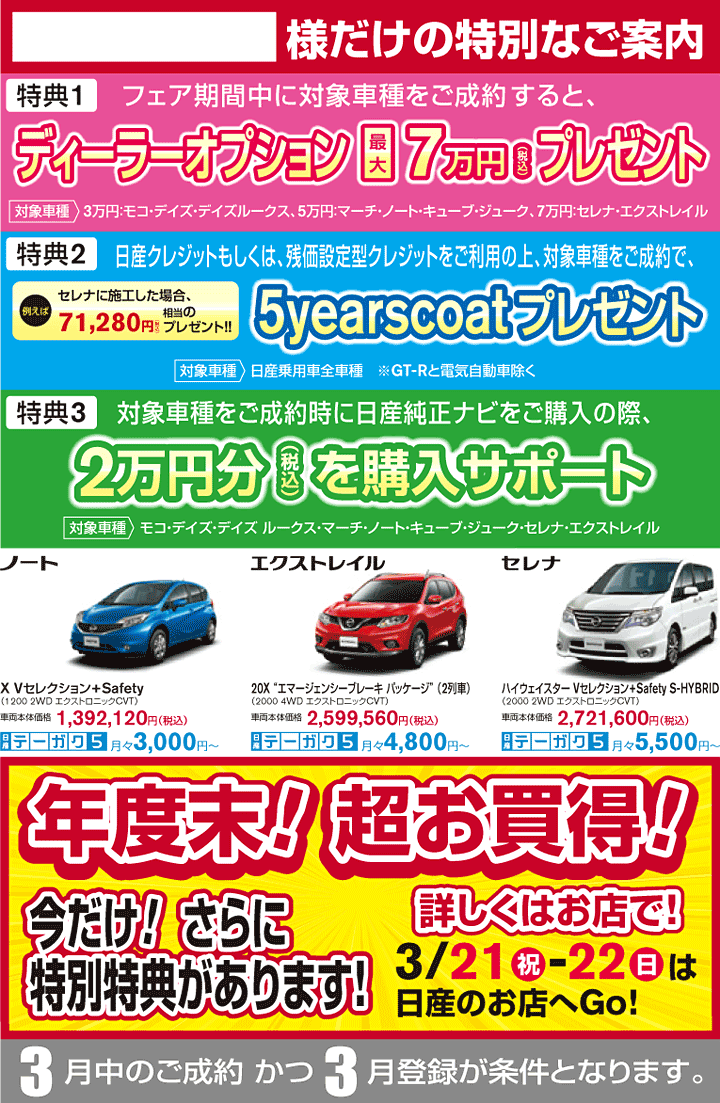 様だけの特別なご案内
特典1 フェア期間中に対象車種をご成約すると、
ディーラーオプション 最大 7万円(税込) プレゼント
対象車種 3万円:モコ・デイズ・デイズルークス、5万円:マーチ・ノート・キューブ・ジューク、7万円:セレナ・エクストレイル
特典2 日産クレジットもしくは、残価設定型クレジットをご利用の上、対象車種をご成約で、
例えば セレナに施工した場合、
71,280円(税込)相当のプレゼント!!
5yearscoatプレゼント
対象車種 日産乗用車全車種 ※GT-Rと電気自動車除く
特典3 対象車種をご成約時に日産純正ナビをご購入の際、
2万円分(税込)を購入サポート
対象車種 モコ・デイズ・デイズ ルークス・マーチ・ノート・キューブ・ジューク・セレナ・エクストレイル
ノート
X Vセレクション+Safety
(1200 2WD エクストロニックCVT)
車両本体価格 1,392,120円(税込)
日産 テーガク5 月々3,000円〜
エクストレイル
20X “エマージェンシーブレーキ パッケージ” (2列車)
(2000 4WD エクストロニックCVT)
車両本体価格 2,599,560円(税込)
日産 テーガク5 月々4,800円〜
セレナ
ハイウェイスター Vセレクション+Safety S-HYBRID
(2000 2WD エクストロニックCVT)
車両本体価格 2,721,600円(税込)
日産 テーガク5 月々5,500円〜
年度末! 超お買得!
今だけ! さらに
特別特典があります!
詳しくはお店で!
3/21祝-22日は
日産のお店へGo!
3月中のご成約 かつ 3月登録が条件となります。